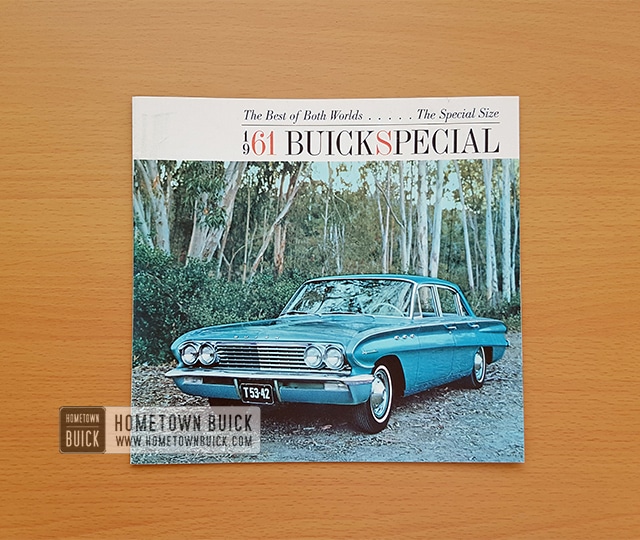 The Best of Both Worlds . . . . . The Special Size
1961 BUICK SPECIAL
T 53-42
HOMETOWN BUICK
HOMETOWN BUICK
WWW.HOMETOWNBUICK.COM